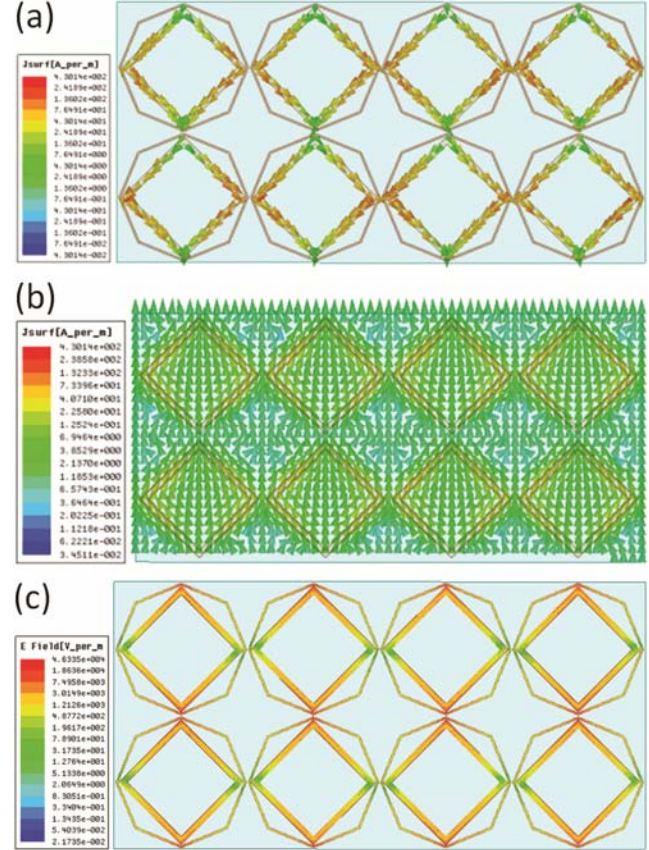 (a)
Jsurf[A_per_m]
4.3014e+002
2.4189e+002
1.3602e+002
7.6491e+001
4.3014e+001
2.4189e+001
1.3602e+001
7.6491e+000
4.3014e+000
2.4189e+000
1.3602e+000
7.6491e-001
4.3014e-001
2.4189e-001
1.3602e-001
7.6492e-002
4.3014e-002
(b)
Jsurf[A_per_m]
4.3014e+002
2.3858e+002
1.3233e+002
7.3396e+001
4.0710e+001
2.2580e+001
1.2524e+001
6.9464e+000
3.8529e+000
2.1370e+000
1.1853e+000
6.5743e-001
3.6464e-001
2.0225e-001
1.1218e-001
6.2221e-002
3.4511e-002
(c)
E Field[V_per_m
4.6335e+004
1.8636e+004
7.4958e+003
3.0149e+003
1.2126e+003
4.8772e+002
1.9617e+002
7.8901e+001
3.1735e+001
1.2764e+001
5.1338e+000
2.0649e+000
8.3051e-001
3.3404e-001
1.3435e-001
5.4039e-002
2.1735e-002